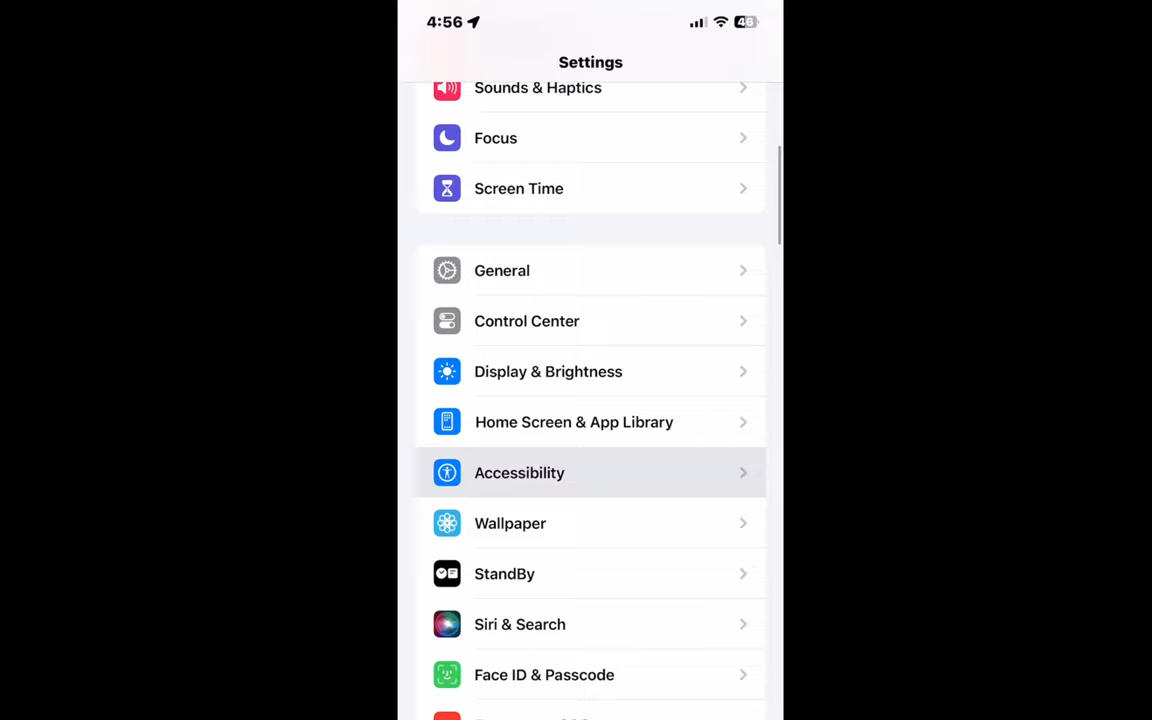 4:56
46
Settings
Sounds & Haptics
Focus
Screen Time
General
Control Center
Display & Brightness
Home Screen & App Library
Accessibility
Wallpaper
StandBy
Siri & Search
Face ID & Passcode